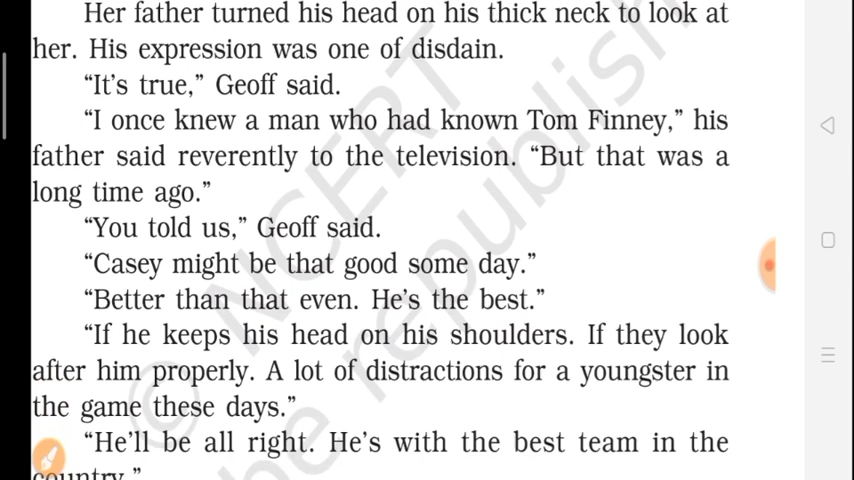 Her father turned his head on his thick neck to look at
her. His expression was one of disdain.
“It’s true,” Geoff said.
“I once knew a man who had known Tom Finney,” his
father said reverently to the television. “But that was a
long time ago.”
“You told us,” Geoff said.
“Casey might be that good some day.”
“Better than that even. He’s the best.”
“If he keeps his head on his shoulders. If they look
after him properly. A lot of distractions for a youngster in
the game these days.”
“He’ll be all right. He’s with the best team in the
country.”
© NCERT
be republish